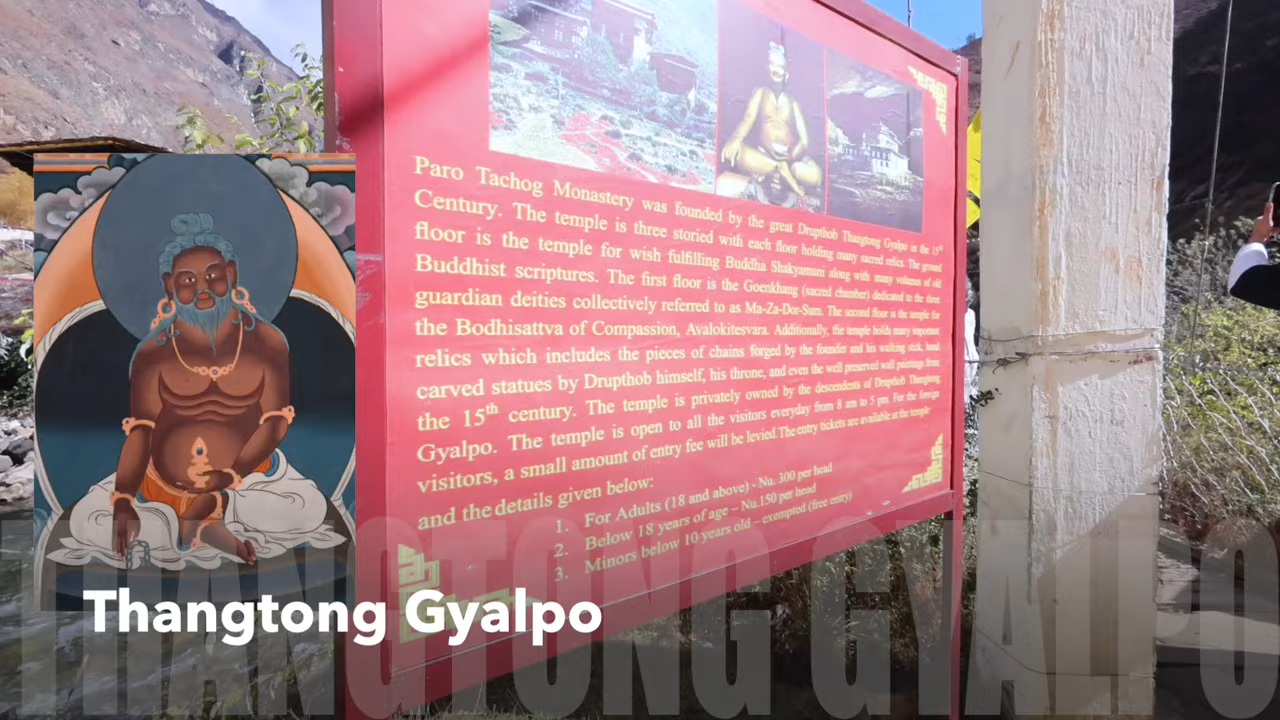 Paro Tachog Monastery was founded by the great Drupthob Thangtong Gyalpo in the 15th
Century. The temple is three storied with each floor holding many sacred relics. The ground
floor is the temple for wish fulfilling Buddha Shakyamuni along with many volumes of old
Buddhist scriptures. The first floor is the Goenkhang (sacred chamber) dedicated to the three
guardian deities collectively referred to as Ma-Za-Dor-Sum. The second floor is the temple for
the Bodhisattva of Compassion, Avalokitesvara. Additionally, the temple holds many important
relics which includes the pieces of chains forged by the founder and his walking stick, hand
carved statues by Drupthob himself, his throne, and even the well preserved wall paintings from
the 15th century. The temple is privately owned by the descendents of Drupthob Thangtong
Gyalpo. The temple is open to all the visitors everyday from 8 am to 5 pm. For the foreign
visitors, a small amount of entry fee will be levied.The entry tickets are available at the temple
and the details given below:
1. For Adults (18 and above) - Nu. 300 per head
2. Below 18 years of age – Nu.150 per head
3. Minors below 10 years old – exempted (free entry)
Thangtong Gyalpo
THANGTONG GYALPO